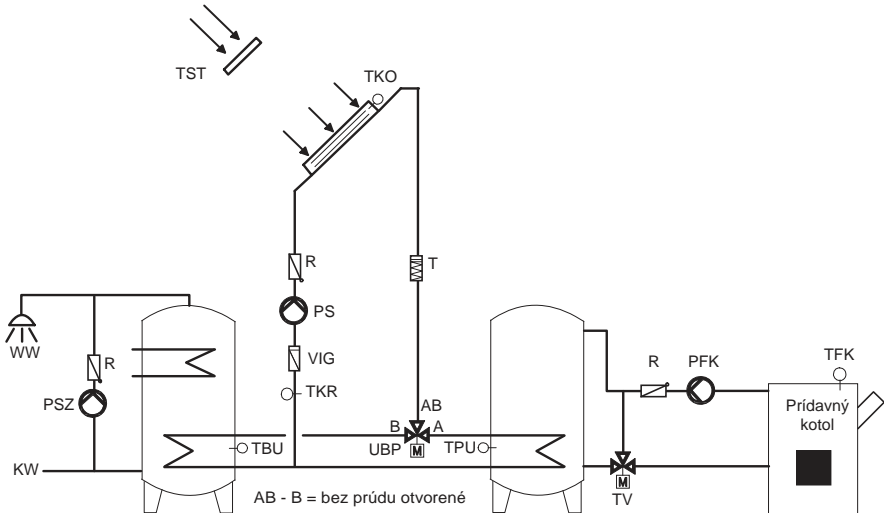 TST
TKO
R
T
PS
WW
R
VIG
R
PFK
TFK
PSZ
TKR
AB
Prídavný
kotol
B
A
KW
TBU
UBP
M
TPU
M
TV
AB - B = bez prúdu otvorené